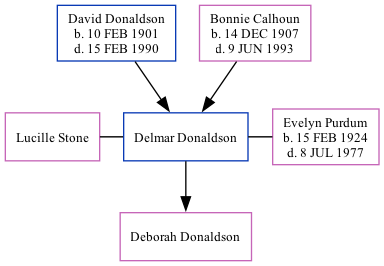 David Donaldson
b. 10 FEB 1901
d. 15 FEB 1990
Bonnie Calhoun
b. 14 DEC 1907
d. 9 JUN 1993
Lucille Stone
Delmar Donaldson
Evelyn Purdum
b. 15 FEB 1924
d. 8 JUL 1977
Deborah Donaldson